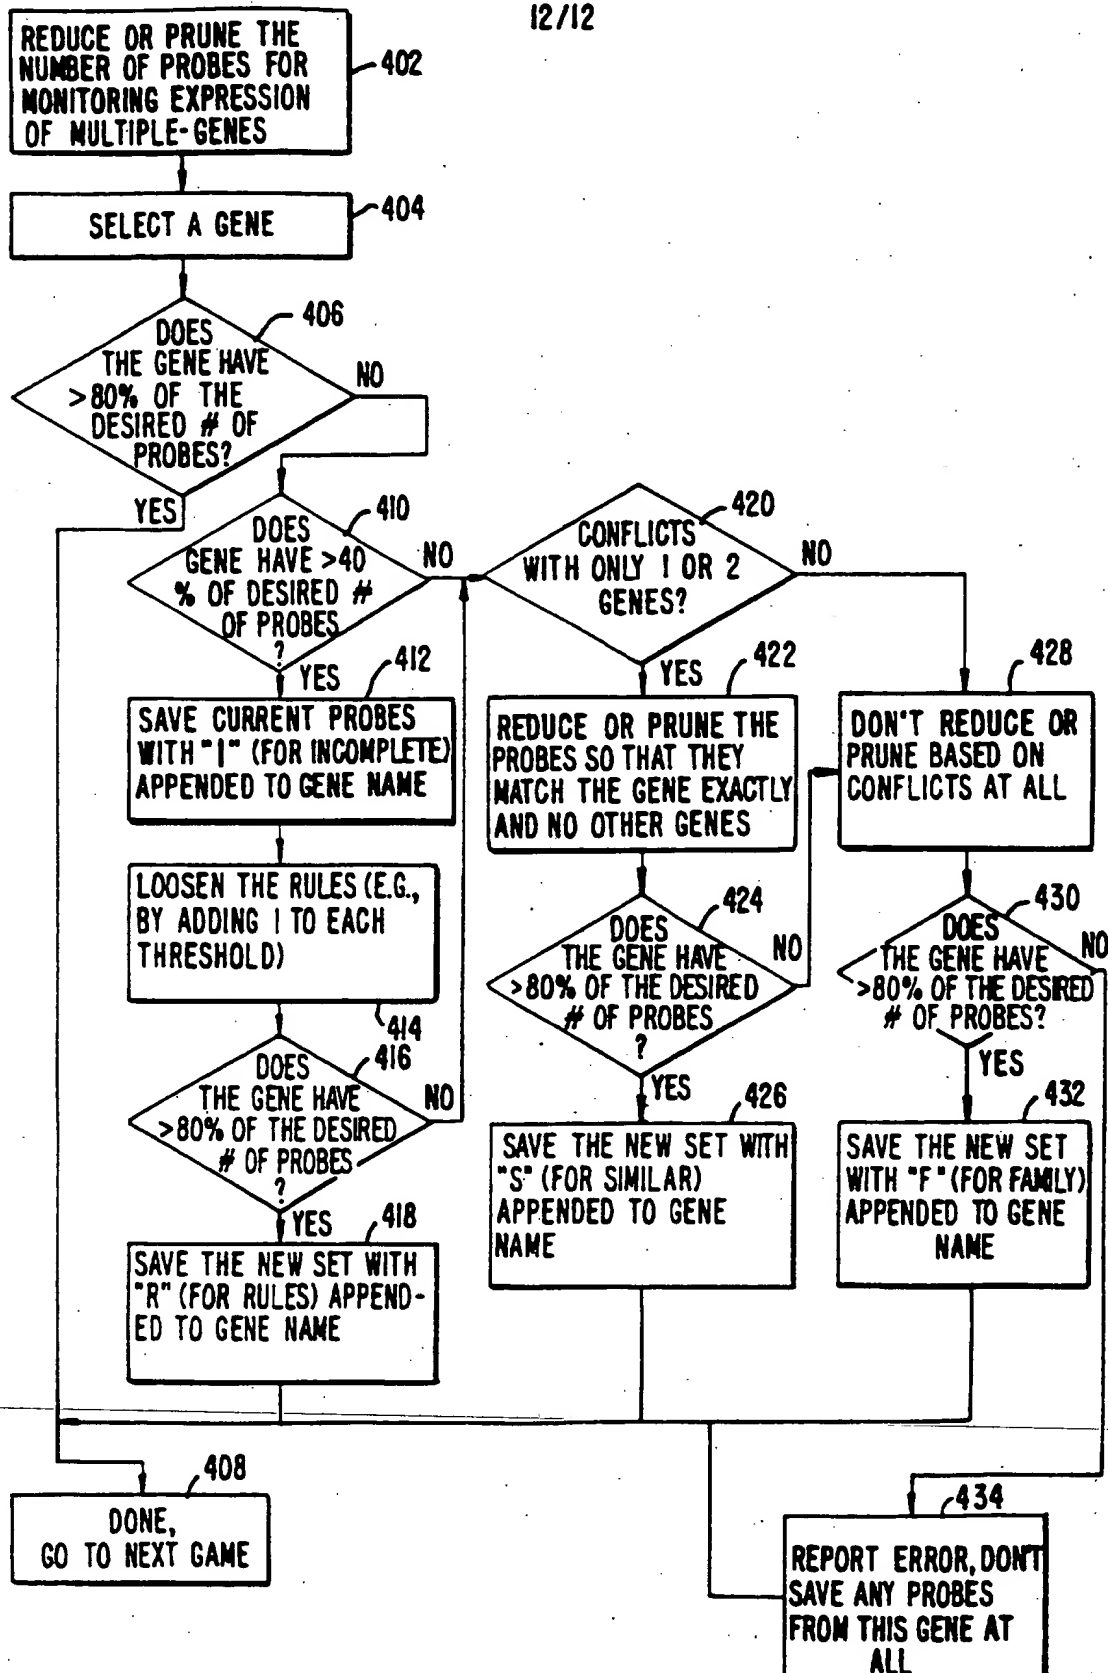 12/12
REDUCE OR PRUNE THE
NUMBER OF PROBES FOR
MONITORING EXPRESSION
OF MULTIPLE-GENES
402
SELECT A GENE
404
406
DOES
THE GENE HAVE
>80% OF THE
DESIRED # OF
PROBES?
NO
YES
410
DOES
GENE HAVE >40
% OF DESIRED #
OF PROBES
?
NO
YES
412
SAVE CURRENT PROBES
WITH "I" (FOR INCOMPLETE)
APPENDED TO GENE NAME
LOOSEN THE RULES (E.G.,
BY ADDING 1 TO EACH
THRESHOLD)
414
416
DOES
THE GENE HAVE
>80% OF THE DESIRED
# OF PROBES
?
NO
YES
418
SAVE THE NEW SET WITH
"R" (FOR RULES) APPEND-
ED TO GENE NAME
420
CONFLICTS
WITH ONLY 1 OR 2
GENES?
NO
YES
422
REDUCE OR PRUNE THE
PROBES SO THAT THEY
MATCH THE GENE EXACTLY
AND NO OTHER GENES
424
DOES
THE GENE HAVE
>80% OF THE DESIRED
# OF PROBES
?
NO
YES
426
SAVE THE NEW SET WITH
"S" (FOR SIMILAR)
APPENDED TO GENE
NAME
428
DON'T REDUCE OR
PRUNE BASED ON
CONFLICTS AT ALL
430
DOES
THE GENE HAVE
>80% OF THE DESIRED
# OF PROBES?
NO
YES
432
SAVE THE NEW SET
WITH "F" (FOR FAMILY)
APPENDED TO GENE
NAME
408
DONE,
GO TO NEXT GAME
434
REPORT ERROR, DON'T
SAVE ANY PROBES
FROM THIS GENE AT
ALL